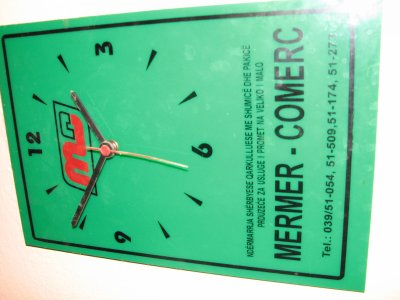 12
3
6
9
MC
NDËRMARRJA SHËRBYESE QARKULLUESE ME SHUMICË DHE PAKICË
PRODUZEĆE ZA USLUGE I PROMET NA VELIKO I MALO
MERMER - COMERC
Tel.: 039/51-054, 51-509,51-174, 51-277